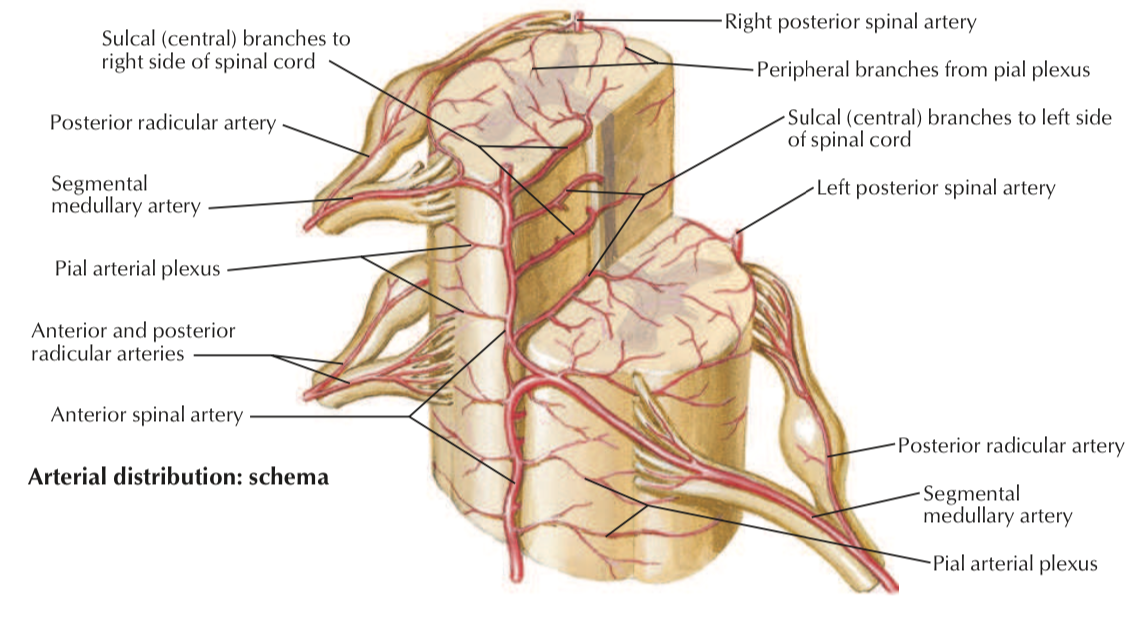 Sulcal (central) branches to
right side of spinal cord
Posterior radicular artery
Segmental
medullary artery
Pial arterial plexus
Anterior and posterior
radicular arteries
Anterior spinal artery
Arterial distribution: schema
Right posterior spinal artery
Peripheral branches from pial plexus
Sulcal (central) branches to left side
of spinal cord
Left posterior spinal artery
Posterior radicular artery
Segmental
medullary artery
Pial arterial plexus